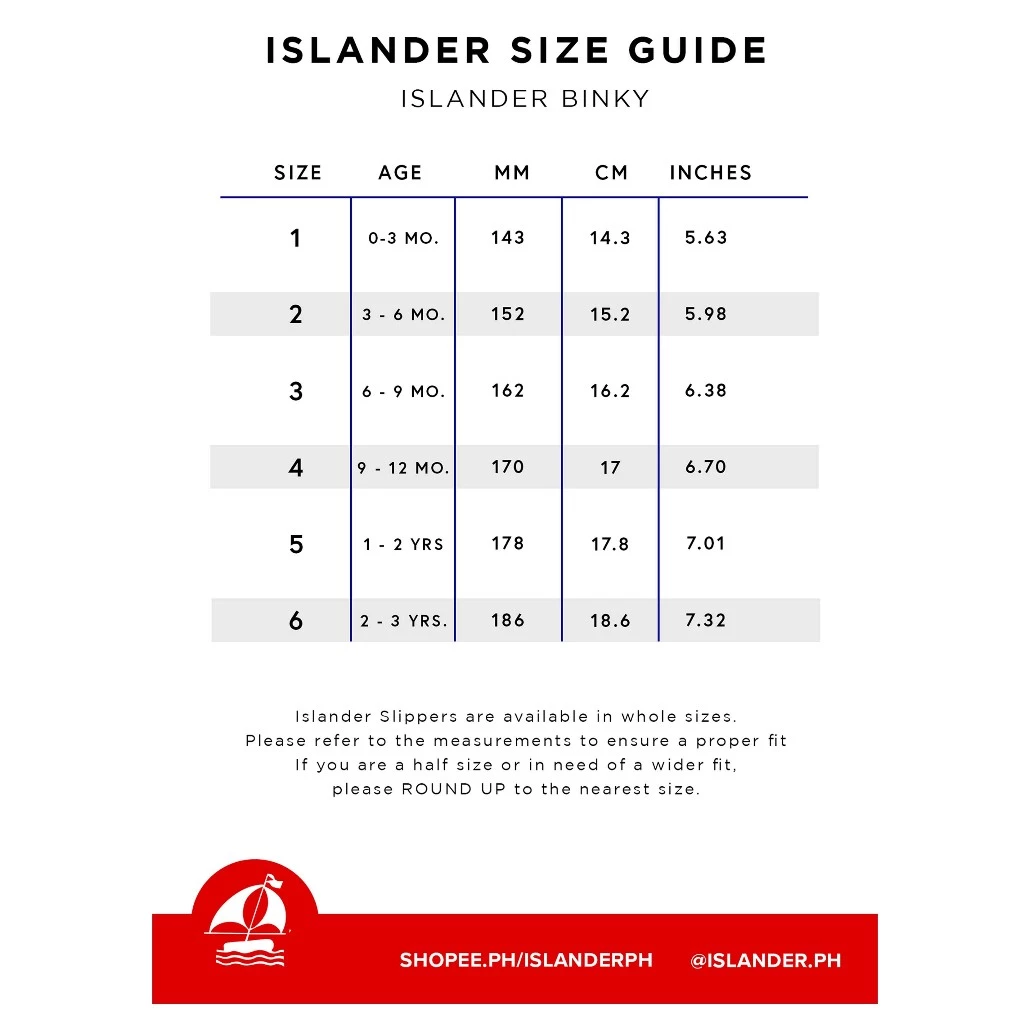 ISLANDER SIZE GUIDE
ISLANDER BINKY
SIZE AGE MM CM INCHES
1 0-3 MO. 143 14.3 5.63
2 3 - 6 MO. 152 15.2 5.98
3 6 - 9 MO. 162 16.2 6.38
4 9 - 12 MO. 170 17 6.70
5 1 - 2 YRS 178 17.8 7.01
6 2 - 3 YRS. 186 18.6 7.32
Islander Slippers are available in whole sizes.
Please refer to the measurements to ensure a proper fit
If you are a half size or in need of a wider fit,
please ROUND UP to the nearest size.
SHOPEE.PH/ISLANDERPH @ISLANDER.PH